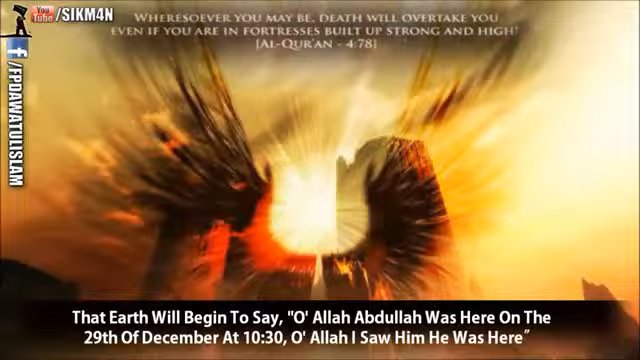 You Tube /SIKM4N
WHERESOEVER YOU MAY BE, DEATH WILL OVERTAKE YOU
EVEN IF YOU ARE IN FORTRESSES BUILT UP STRONG AND HIGH!
[AL-QUR'AN - 4:78]
f/FPDAWATULISLAM
That Earth Will Begin To Say, "O' Allah Abdullah Was Here On The
29th Of December At 10:30, O' Allah I Saw Him He Was Here"